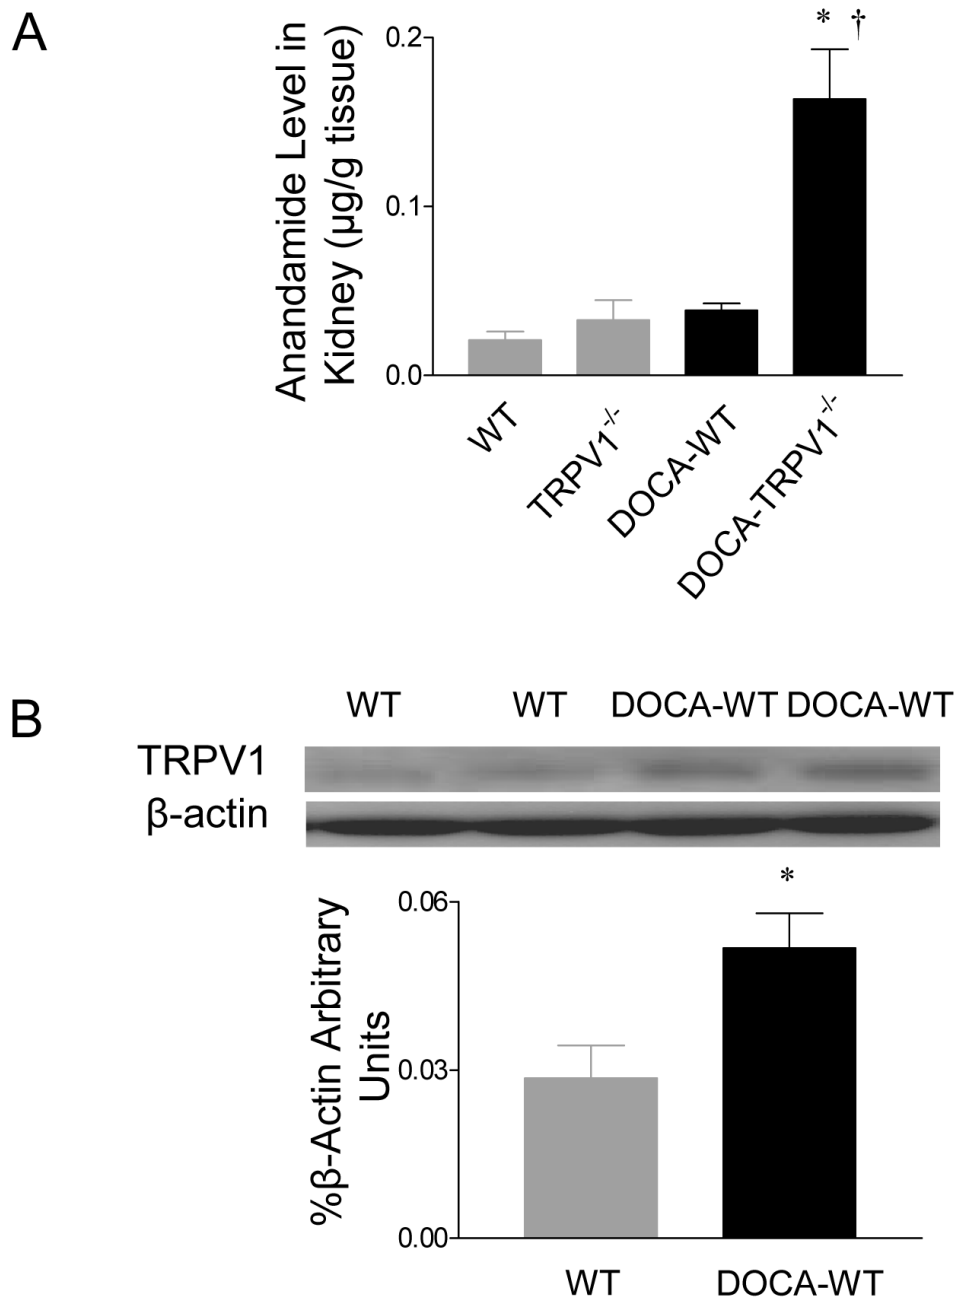 A
Anandamide Level in
Kidney (μg/g tissue)
0.2
0.1
0.0
* †
WT
TRPV1-/-
DOCA-WT
DOCA-TRPV1-/-
B
WT WT DOCA-WT DOCA-WT
TRPV1
β-actin
%β-Actin Arbitrary
Units
0.06
0.03
0.00
*
WT DOCA-WT